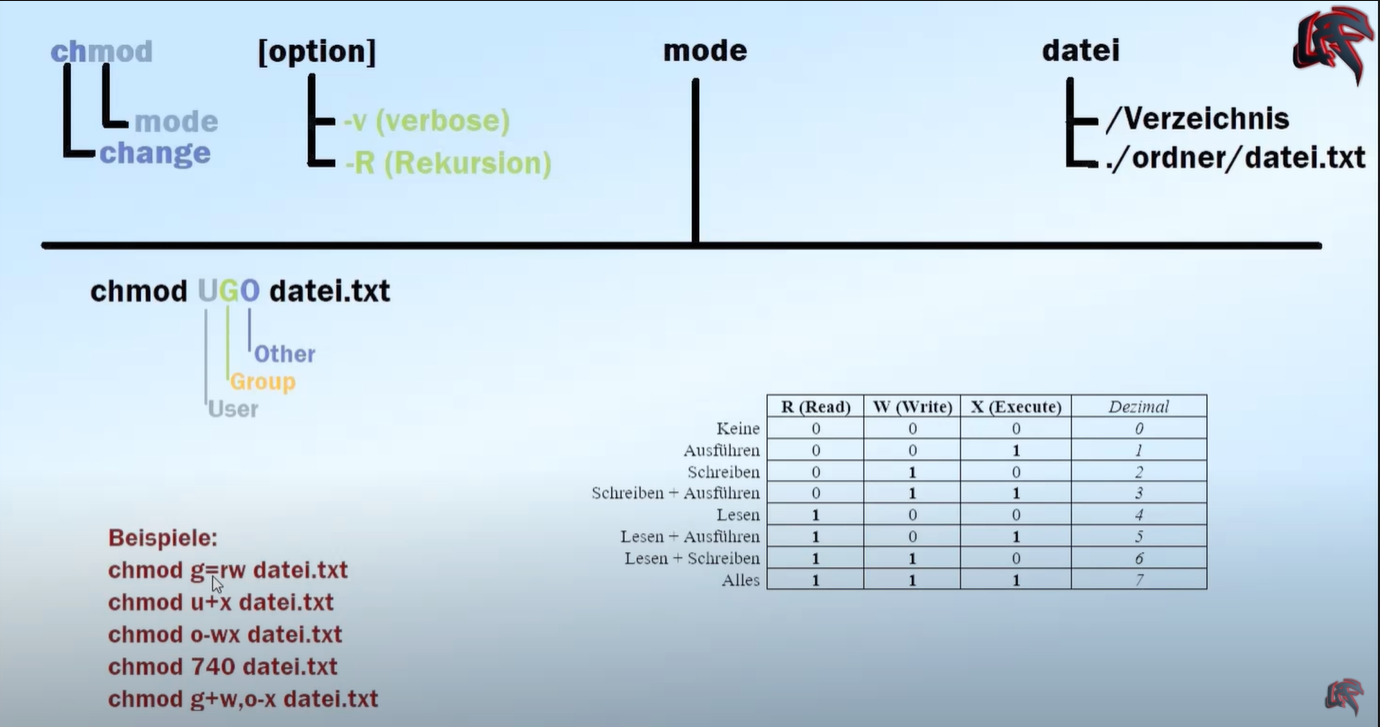 chmod [option] mode datei
mode
change
-v (verbose)
-R (Rekursion)
/Verzeichnis
./ordner/datei.txt
chmod UGO datei.txt
Other
Group
User
Beispiele:
chmod g=rw datei.txt
chmod u+x datei.txt
chmod o-wx datei.txt
chmod 740 datei.txt
chmod g+w,o-x datei.txt
R (Read) W (Write) X (Execute) Dezimal
Keine 0 0 0 0
Ausführen 0 0 1 1
Schreiben 0 1 0 2
Schreiben + Ausführen 0 1 1 3
Lesen 1 0 0 4
Lesen + Ausführen 1 0 1 5
Lesen + Schreiben 1 1 0 6
Alles 1 1 1 7